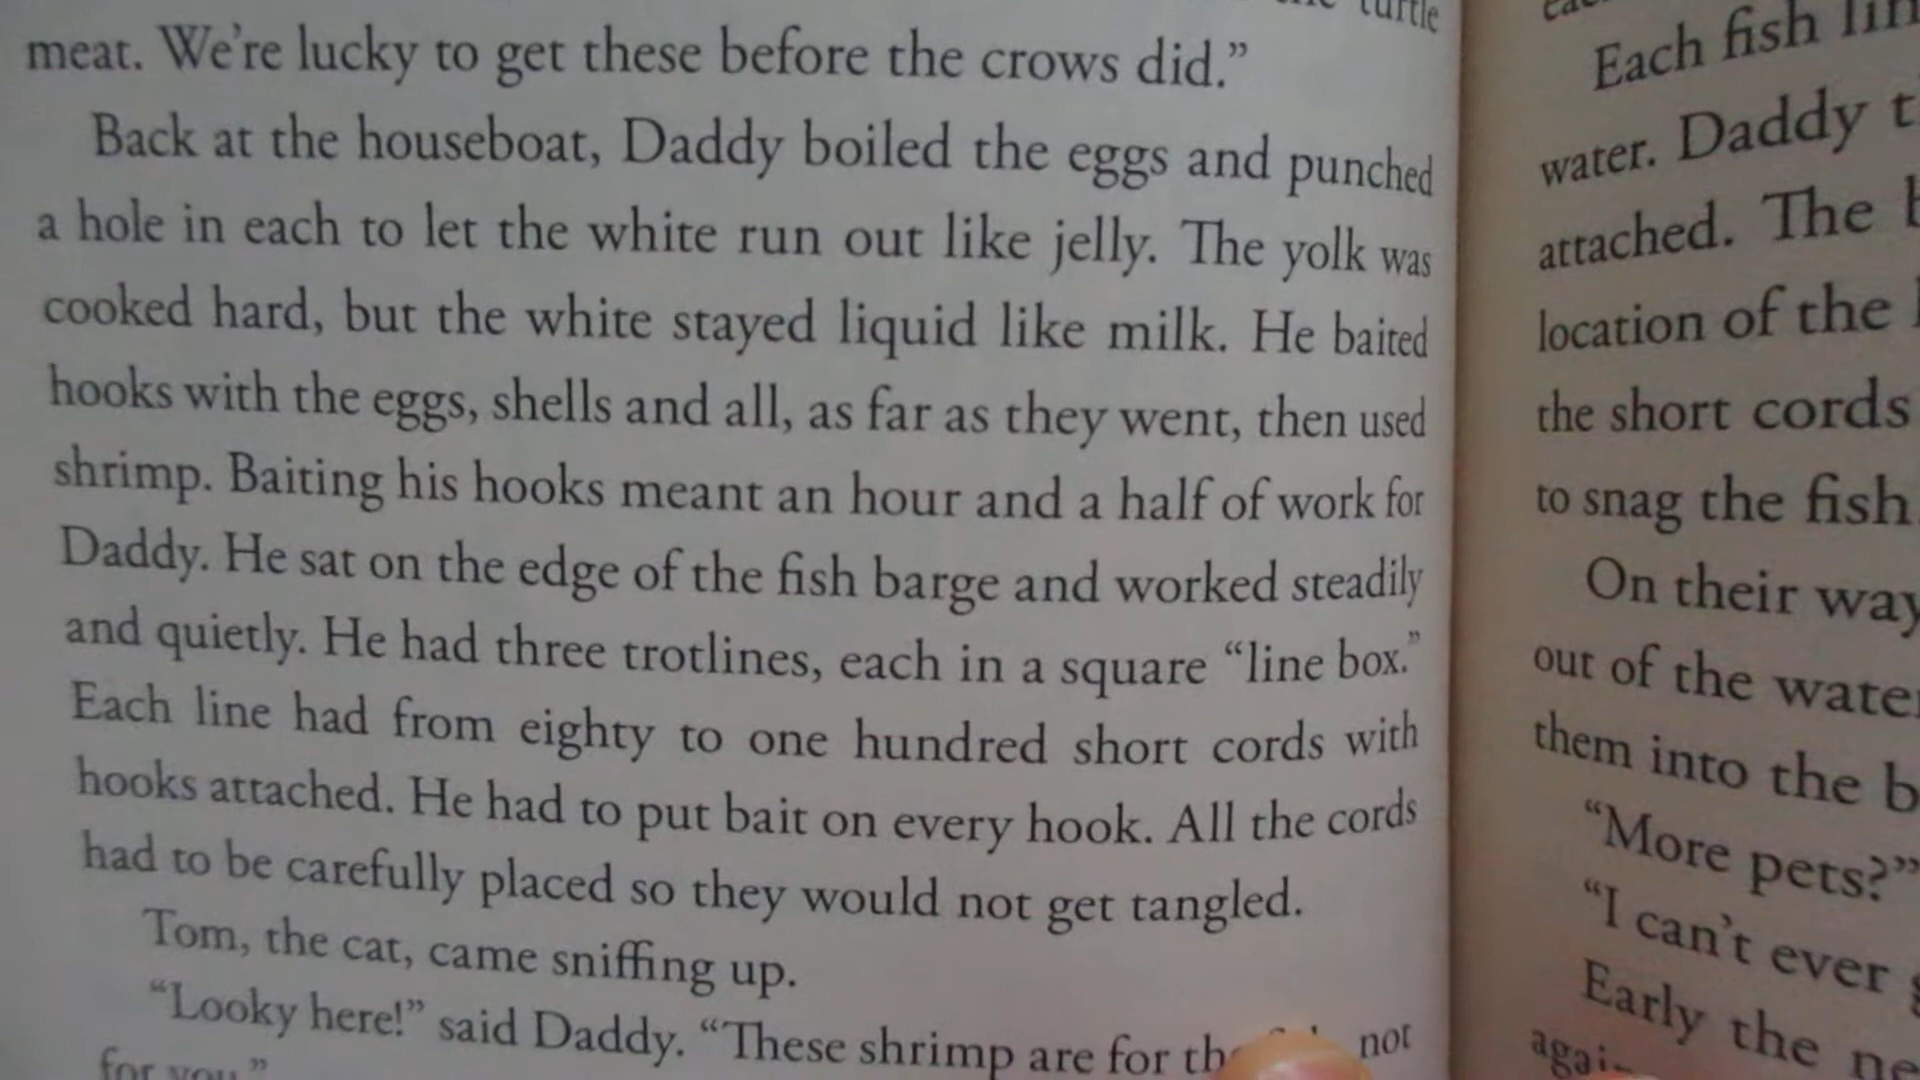 turtle
meat. We're lucky to get these before the crows did.”
Back at the houseboat, Daddy boiled the eggs and punched
a hole in each to let the white run out like jelly. The yolk was
cooked hard, but the white stayed liquid like milk. He baited
hooks with the eggs, shells and all, as far as they went, then used
shrimp. Baiting his hooks meant an hour and a half of work for
Daddy. He sat on the edge of the fish barge and worked steadily
and quietly. He had three trotlines, each in a square “line box.”
Each line had from eighty to one hundred short cords with
hooks attached. He had to put bait on every hook. All the cords
had to be carefully placed so they would not get tangled.
Tom, the cat, came sniffing up.
“Looky here!” said Daddy. “These shrimp are for not
for you.”
Each fish
water. Daddy
attached. The
location of the
the short cords
to snag the fish
On their way
out of the
them into the
“More pets?”
“I can't ever
Early the